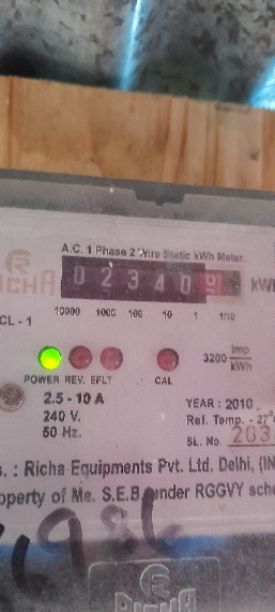 A.C. 1 Phase 2 Wire Static kWh Meter.
RICHA
0 2 3 4 0 9
kWh
CL - 1
10000 1000 100 10 1 1/10
3200 imp/kWh
POWER REV. EFLT CAL
2.5 - 10 A
240 V.
50 Hz.
YEAR : 2010
Ref. Temp. - 27°
SL. No. 203
s. : Richa Equipments Pvt. Ltd. Delhi, (IN
operty of Me. S.E.B. under RGGVY sche
RICHA